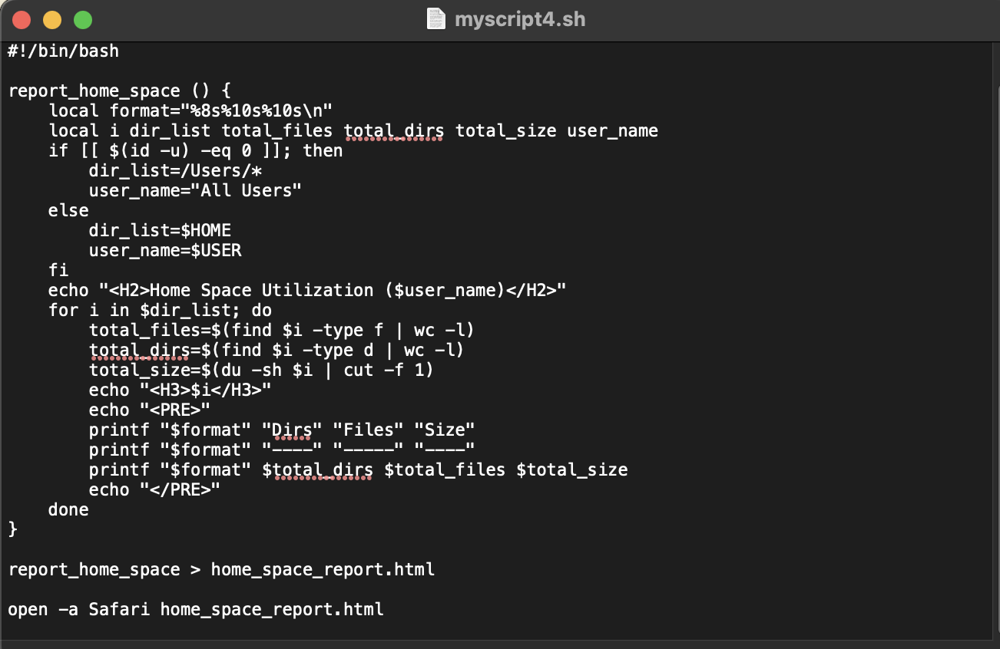 myscript4.sh
#!/bin/bash

report_home_space () {
    local format="%8s%10s%10s\n"
    local i dir_list total_files total_dirs total_size user_name
    if [[ $(id -u) -eq 0 ]]; then
        dir_list=/Users/*
        user_name="All Users"
    else
        dir_list=$HOME
        user_name=$USER
    fi
    echo "<H2>Home Space Utilization ($user_name)</H2>"
    for i in $dir_list; do
        total_files=$(find $i -type f | wc -l)
        total_dirs=$(find $i -type d | wc -l)
        total_size=$(du -sh $i | cut -f 1)
        echo "<H3>$i</H3>"
        echo "<PRE>"
        printf "$format" "Dirs" "Files" "Size"
        printf "$format" "----" "-----" "----"
        printf "$format" $total_dirs $total_files $total_size
        echo "</PRE>"
    done
}

report_home_space > home_space_report.html

open -a Safari home_space_report.html